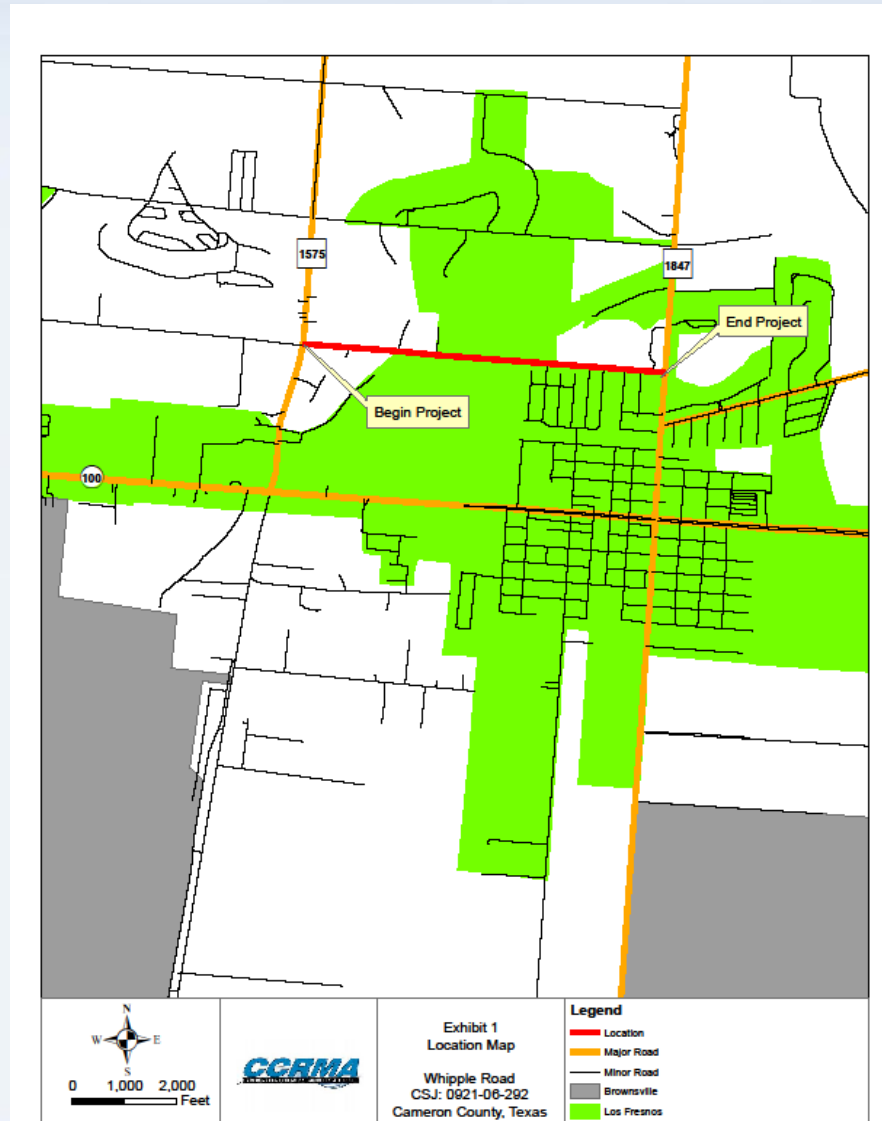 1575
1847
End Project
Begin Project
100
N
W E
S
0 1,000 2,000
Feet
CCRMA
Exhibit 1
Location Map
Whipple Road
CSJ: 0921-06-292
Cameron County, Texas
Legend
Location
Major Road
Minor Road
Brownsville
Los Fresnos